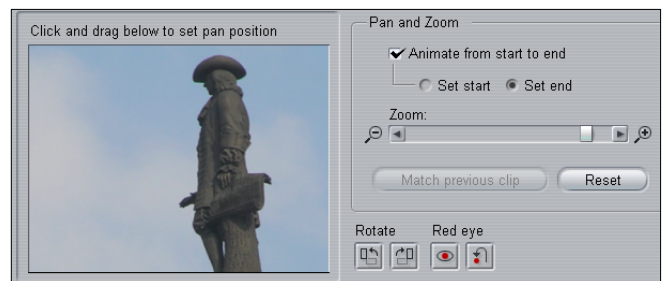 Click and drag below to set pan position
Pan and Zoom
Animate from start to end
Set start Set end
Zoom:
Match previous clip Reset
Rotate Red eye